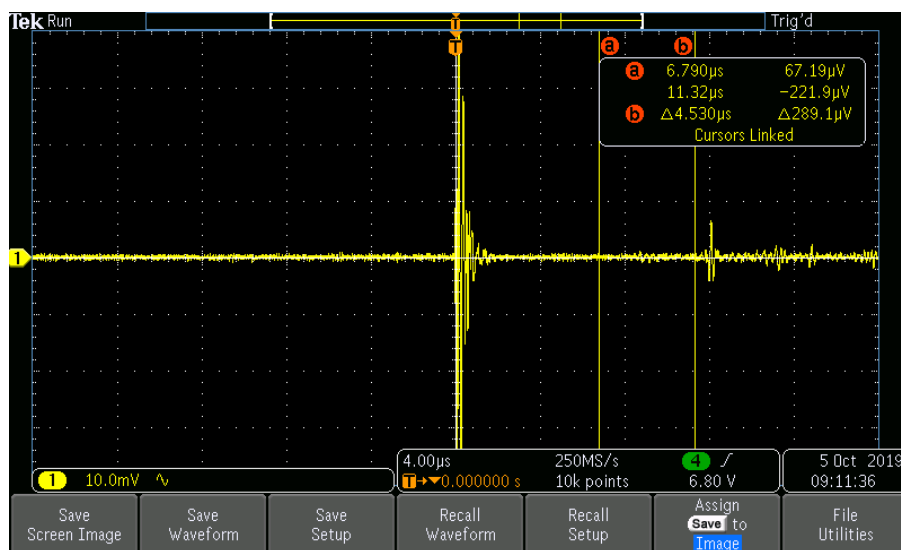 Tek Run Trig'd
T
T
a b
a 6.790µs 67.19µV
11.32µs −221.9µV
b △4.530µs △289.1µV
Cursors Linked
1
4.00µs 250MS/s 4 5 Oct 2019
1 10.0mV T→▼0.000000 s 10k points 6.80 V 09:11:36
Save Screen Image
Save Waveform
Save Setup
Recall Waveform
Recall Setup
Assign Save to Image
File Utilities